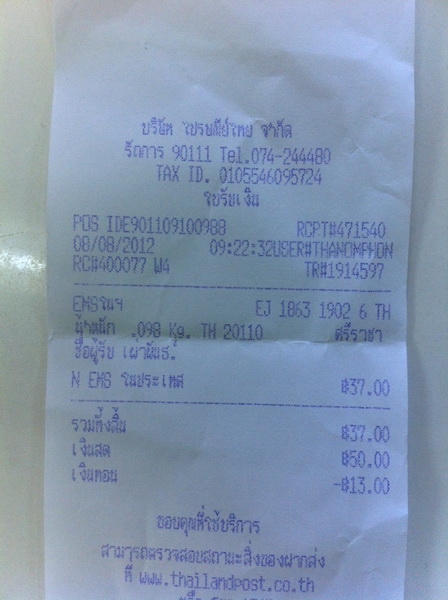 บริษัท ไปรษณีย์ไทย จำกัด
รัถการ 90111 Tel.074-244480
TAX ID. 0105546095724
ใบรับเงิน
POS IDE901109100988 RCPT#471540
08/08/2012 09:22:32USER#THANOMPHON
RC#400077 W4 TR#1914597
EMSในฯ EJ 1863 1902 6 TH
น้ำหนัก .098 Kg. TH 20110 ศรีราชา
ชื่อผู้รับ เผ่าพันธ์
N EMS ในประเทศ ฿37.00
รวมทั้งสิ้น ฿37.00
เงินสด ฿50.00
เงินทอน -฿13.00
ขอบคุณที่ใช้บริการ
สามารถตรวจสอบสถานะสิ่งของฝากส่ง
ที่ www.thailandpost.co.th